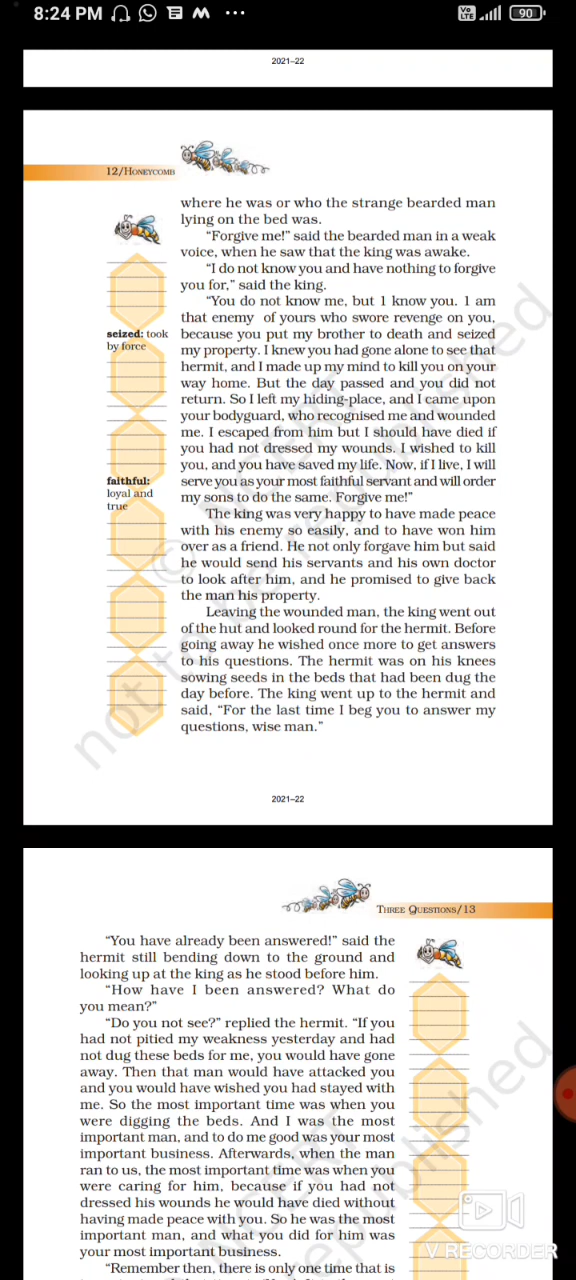 8:24 PM
Vo LTE
90
2021–22
12/HONEYCOMB
where he was or who the strange bearded man
lying on the bed was.
“Forgive me!” said the bearded man in a weak
voice, when he saw that the king was awake.
“I do not know you and have nothing to forgive
you for,” said the king.
“You do not know me, but 1 know you. 1 am
that enemy of yours who swore revenge on you,
because you put my brother to death and seized
my property. I knew you had gone alone to see that
hermit, and I made up my mind to kill you on your
way home. But the day passed and you did not
return. So I left my hiding-place, and I came upon
your bodyguard, who recognised me and wounded
me. I escaped from him but I should have died if
you had not dressed my wounds. I wished to kill
you, and you have saved my life. Now, if I live, I will
serve you as your most faithful servant and will order
my sons to do the same. Forgive me!”
The king was very happy to have made peace
with his enemy so easily, and to have won him
over as a friend. He not only forgave him but said
he would send his servants and his own doctor
to look after him, and he promised to give back
the man his property.
Leaving the wounded man, the king went out
of the hut and looked round for the hermit. Before
going away he wished once more to get answers
to his questions. The hermit was on his knees
sowing seeds in the beds that had been dug the
day before. The king went up to the hermit and
said, “For the last time I beg you to answer my
questions, wise man.”
seized: took
by force
faithful:
loyal and
true
© NCERT
not to be republished
2021–22
THREE QUESTIONS/13
“You have already been answered!” said the
hermit still bending down to the ground and
looking up at the king as he stood before him.
“How have I been answered? What do
you mean?”
“Do you not see?” replied the hermit. “If you
had not pitied my weakness yesterday and had
not dug these beds for me, you would have gone
away. Then that man would have attacked you
and you would have wished you had stayed with
me. So the most important time was when you
were digging the beds. And I was the most
important man, and to do me good was your most
important business. Afterwards, when the man
ran to us, the most important time was when you
were caring for him, because if you had not
dressed his wounds he would have died without
having made peace with you. So he was the most
important man, and what you did for him was
your most important business.
“Remember then, there is only one time that is
NCERT
republished
V RECORDER